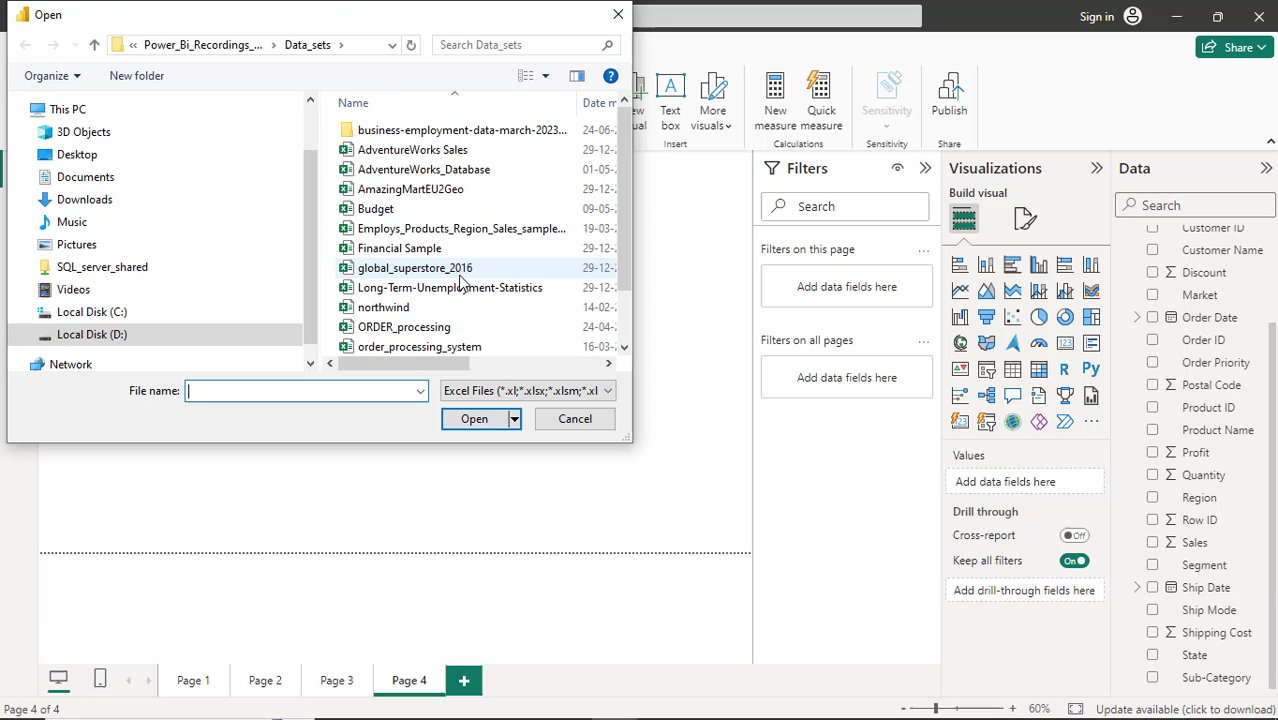 Open
Sign in
Share
Power_Bi_Recordings_...
Data_sets
Search Data_sets
Organize
New folder
This PC
3D Objects
Desktop
Documents
Downloads
Music
Pictures
SQL_server_shared
Videos
Local Disk (C:)
Local Disk (D:)
Network
Name
Date m
business-employment-data-march-2023...
24-06-
AdventureWorks Sales
29-12-
AdventureWorks_Database
01-05-
AmazingMartEU2Geo
29-12-
Budget
09-05-
Employs_Products_Region_Sales_sample...
19-03-
Financial Sample
29-12-
global_superstore_2016
29-12-
Long-Term-Unemployment-Statistics
29-12-
northwind
14-02-
ORDER_processing
24-04-
order_processing_system
16-03-
File name:
Excel Files (*.xl;*.xlsx;*.xlsm;*.xl
Open
Cancel
Text box
More visuals
Insert
New measure
Quick measure
Calculations
Sensitivity
Sensitivity
Publish
Share
Filters
Search
Filters on this page
...
Add data fields here
Filters on all pages
...
Add data fields here
Visualizations
Build visual
R
Py
123
...
Values
Add data fields here
Drill through
Cross-report
Off
Keep all filters
On
Add drill-through fields here
Data
Search
Customer ID
Customer Name
Discount
Market
Order Date
Order ID
Order Priority
Postal Code
Product ID
Product Name
Profit
Quantity
Region
Row ID
Sales
Segment
Ship Date
Ship Mode
Shipping Cost
State
Sub-Category
Page 1
Page 2
Page 3
Page 4
Page 4 of 4
60%
Update available (click to download)